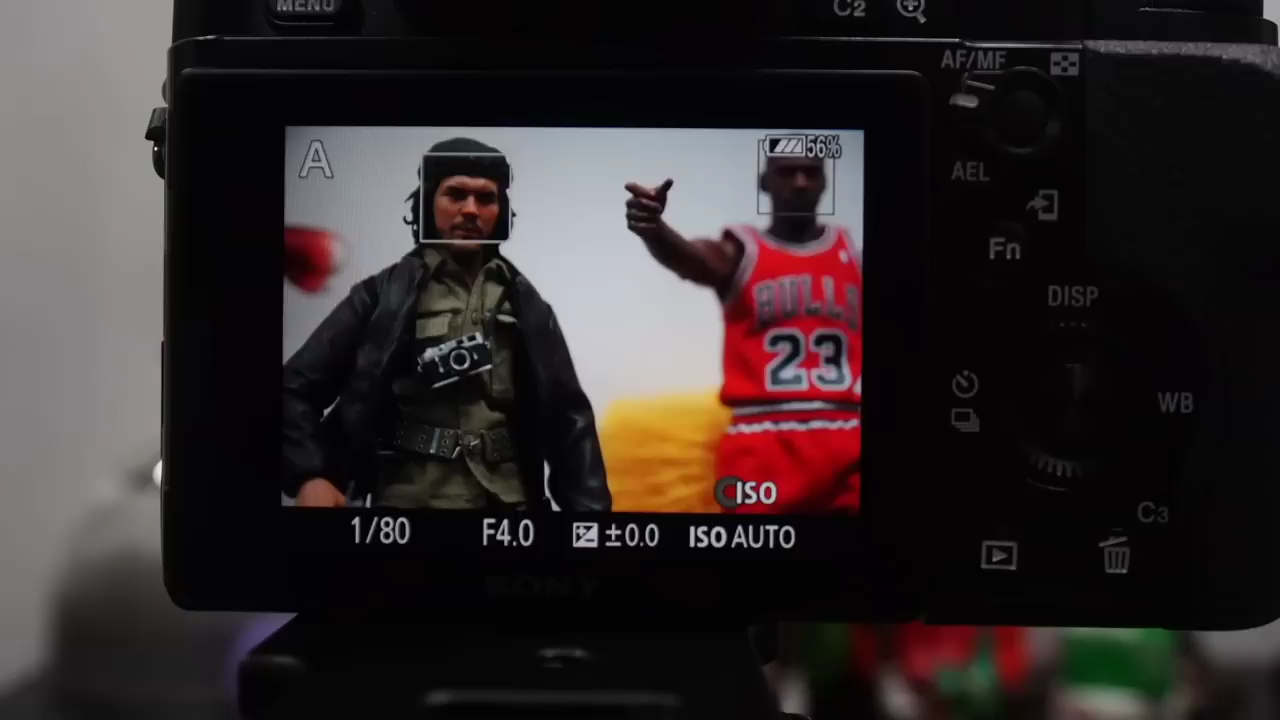 MENU
C2
AF/MF
A
56%
AEL
Fn
BULLS
23
DISP
WB
ISO
1/80 F4.0 ±0.0 ISO AUTO
C3
SONY